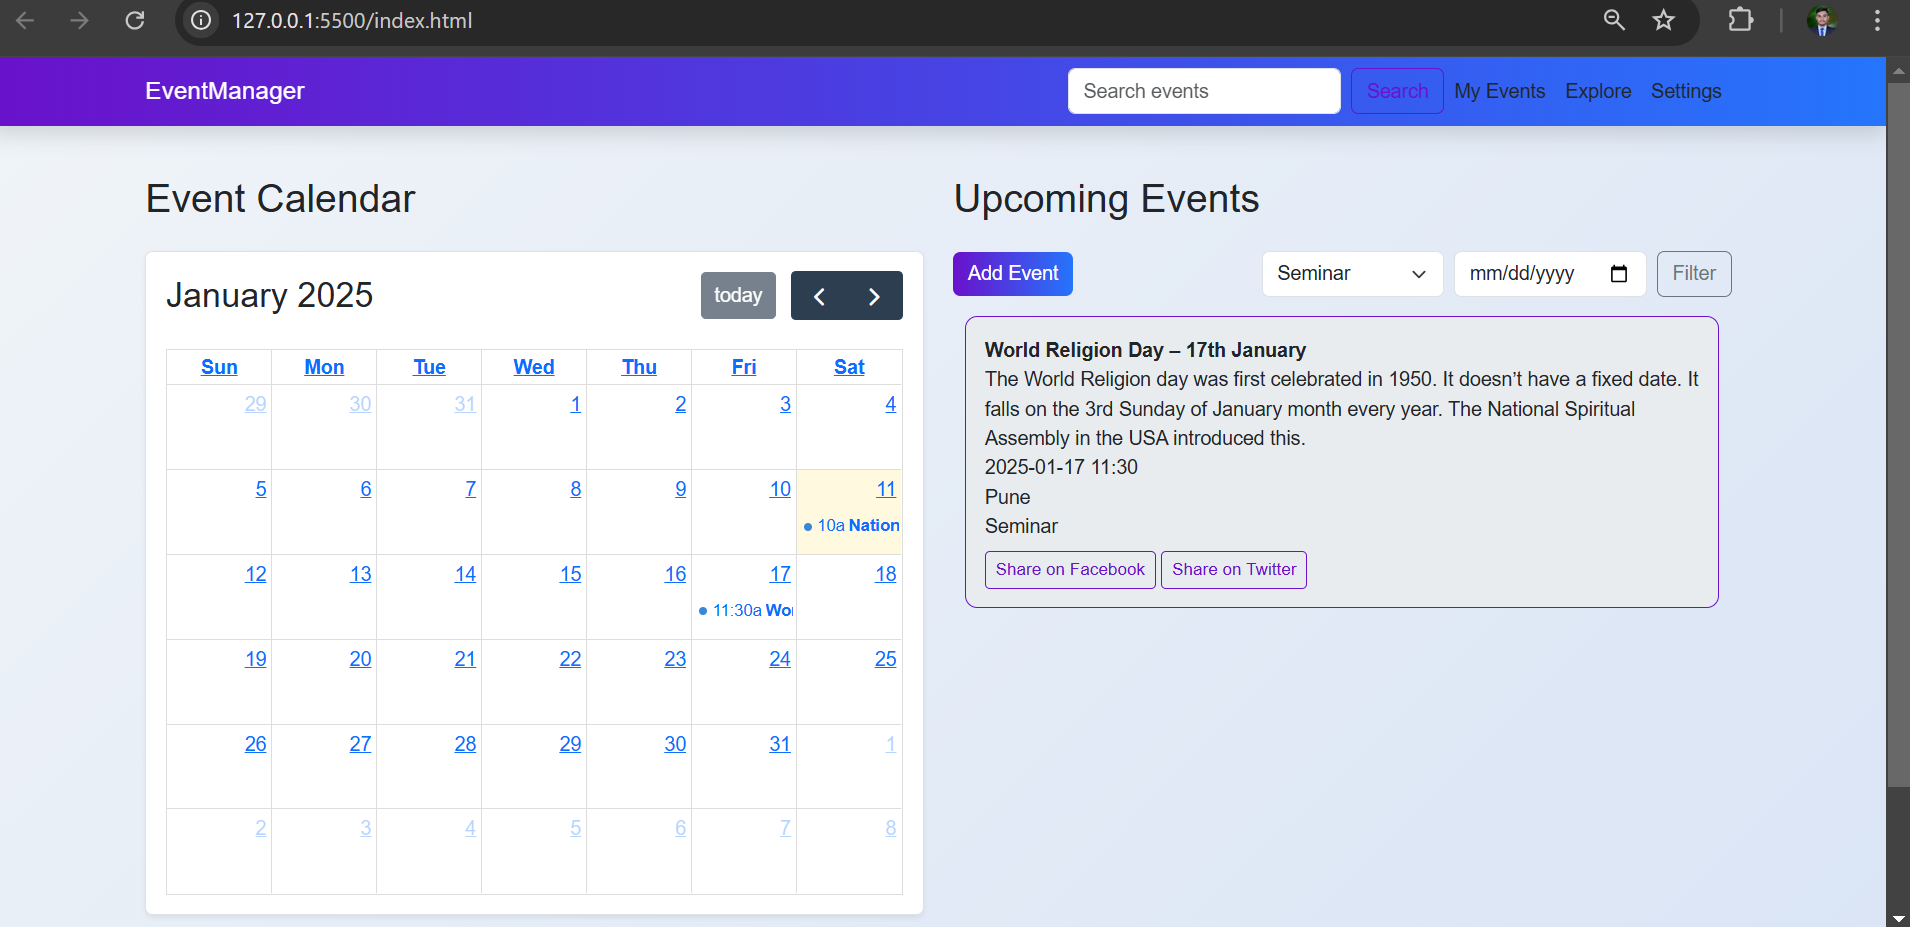 127.0.0.1:5500/index.html
EventManager
Search events
Search
My Events
Explore
Settings
Event Calendar
January 2025
today
Sun Mon Tue Wed Thu Fri Sat
29 30 31 1 2 3 4
5 6 7 8 9 10 11
10a Nation
12 13 14 15 16 17 18
11:30a Wor
19 20 21 22 23 24 25
26 27 28 29 30 31 1
2 3 4 5 6 7 8
Upcoming Events
Add Event
Seminar
mm/dd/yyyy
Filter
World Religion Day – 17th January
The World Religion day was first celebrated in 1950. It doesn’t have a fixed date. It
falls on the 3rd Sunday of January month every year. The National Spiritual
Assembly in the USA introduced this.
2025-01-17 11:30
Pune
Seminar
Share on Facebook
Share on Twitter